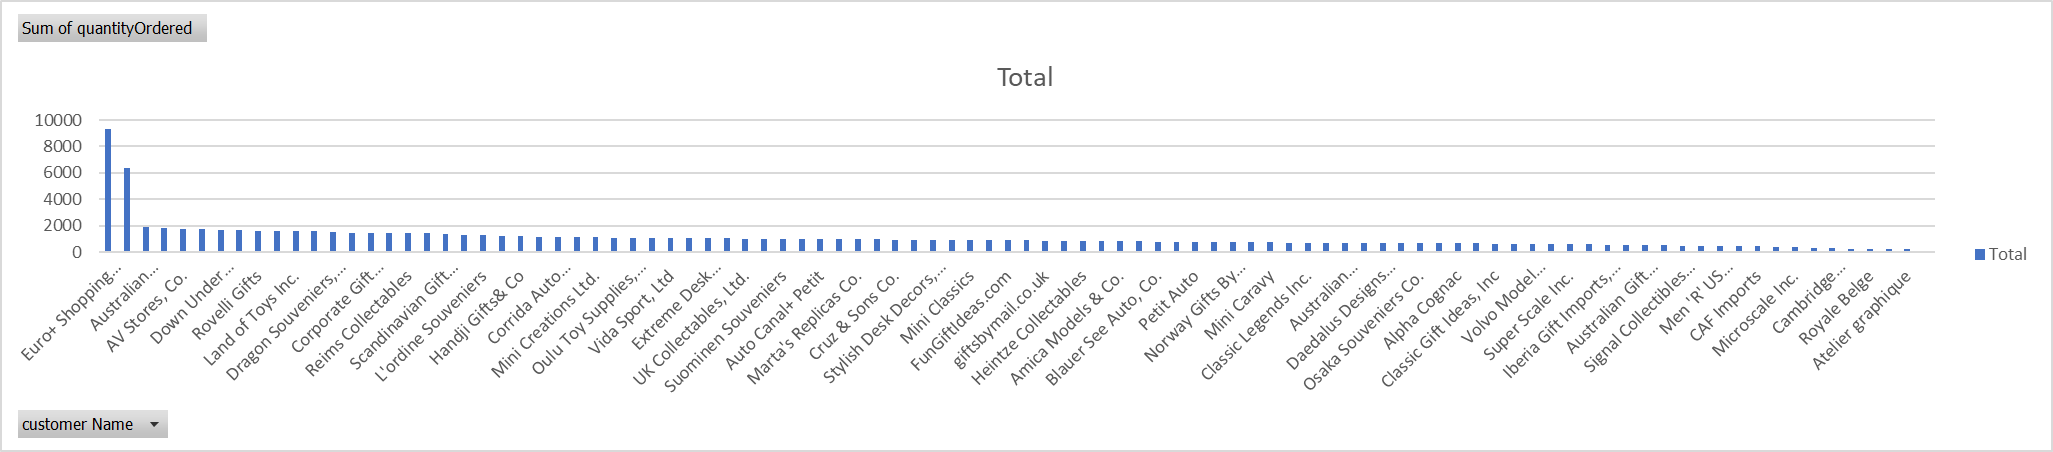 Sum of quantityOrdered
Total
10000
8000
6000
4000
2000
0
Euro+ Shopping...
Australian...
AV Stores, Co.
Down Under...
Rovelli Gifts
Land of Toys Inc.
Dragon Souveniers,...
Corporate Gift...
Reims Collectables
Scandinavian Gift...
L'ordine Souveniers
Handji Gifts& Co
Corrida Auto...
Mini Creations Ltd.
Oulu Toy Supplies,...
Vida Sport, Ltd
Extreme Desk...
UK Collectables, Ltd.
Suominen Souveniers
Auto Canal+ Petit
Marta's Replicas Co.
Cruz & Sons Co.
Stylish Desk Decors,...
Mini Classics
FunGiftIdeas.com
giftsbymail.co.uk
Heintze Collectables
Amica Models & Co.
Blauer See Auto, Co.
Petit Auto
Norway Gifts By...
Mini Caravy
Classic Legends Inc.
Australian...
Daedalus Designs...
Osaka Souveniers Co.
Alpha Cognac
Classic Gift Ideas, Inc
Volvo Model...
Super Scale Inc.
Iberia Gift Imports,...
Australian Gift...
Signal Collectibles...
Men 'R' US...
CAF Imports
Microscale Inc.
Cambridge...
Royale Belge
Atelier graphique
Total
customer Name